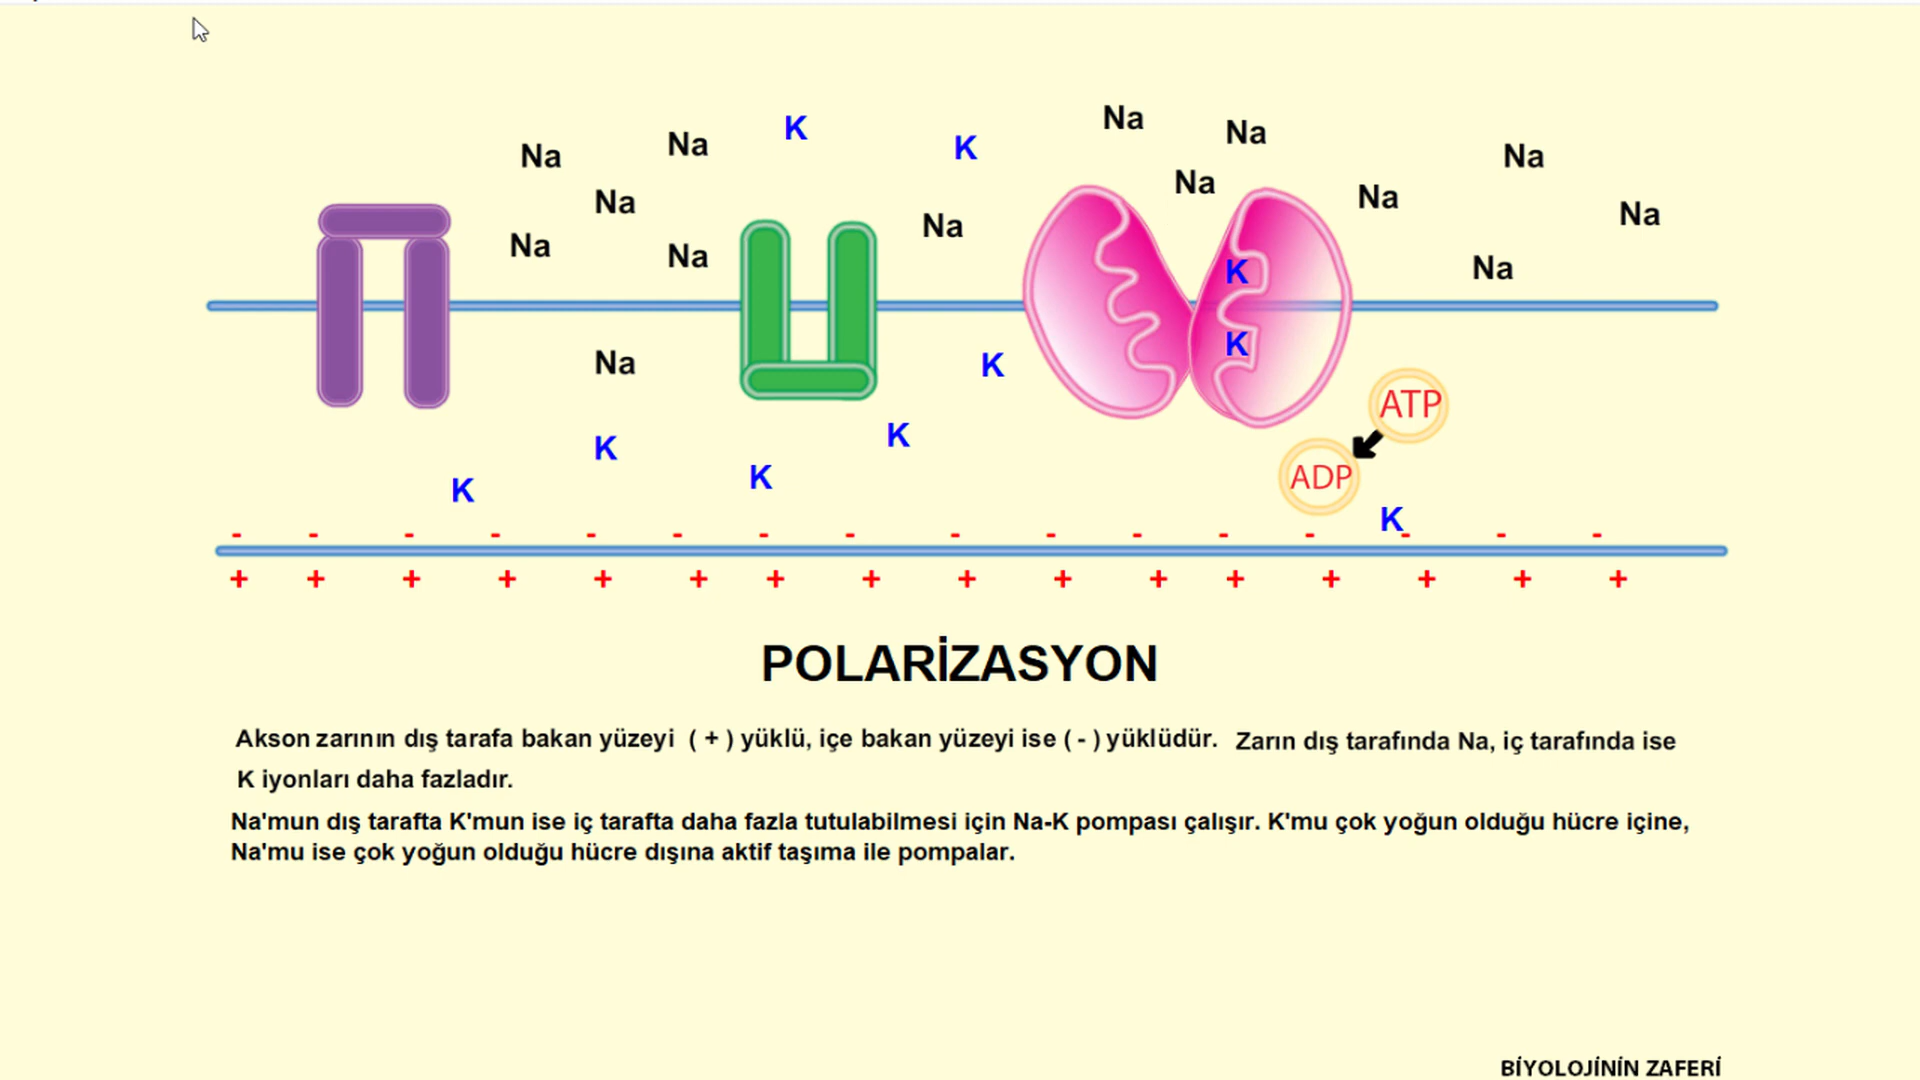 Na Na K K Na Na Na
Na Na Na Na Na
Na Na Na K Na
Na K K
ATP
K K K ADP
K K
- - - - - - - - - - - - - - - -
+ + + + + + + + + + + + + + + +
POLARİZASYON
Akson zarının dış tarafa bakan yüzeyi ( + ) yüklü, içe bakan yüzeyi ise ( - ) yüklüdür. Zarın dış tarafında Na, iç tarafında ise
K iyonları daha fazladır.
Na'mun dış tarafta K'mun ise iç tarafta daha fazla tutulabilmesi için Na-K pompası çalışır. K'mu çok yoğun olduğu hücre içine,
Na'mu ise çok yoğun olduğu hücre dışına aktif taşıma ile pompalar.
BİYOLOJİNİN ZAFERİ